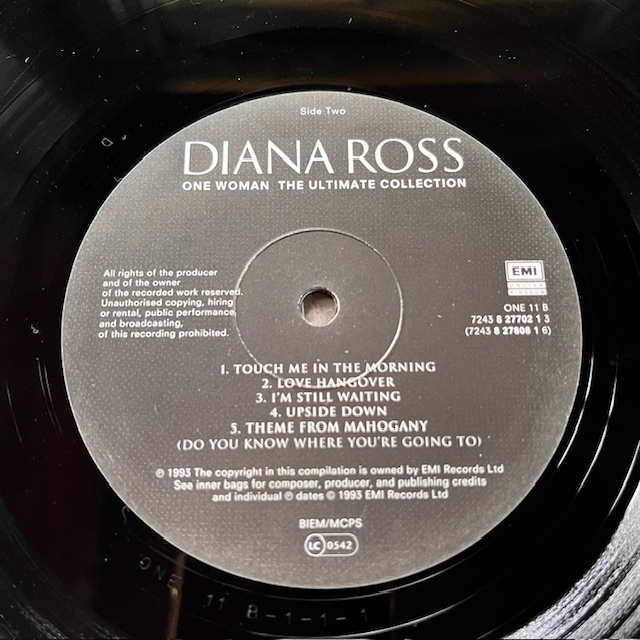 Side Two
DIANA ROSS
ONE WOMAN THE ULTIMATE COLLECTION
All rights of the producer
and of the owner
of the recorded work reserved.
Unauthorised copying, hiring
or rental, public performance,
and broadcasting,
of this recording prohibited.
EMI
ONE 11 B
7243 8 27702 1 3
(7243 8 27808 1 6)
1. TOUCH ME IN THE MORNING
2. LOVE HANGOVER
3. I'M STILL WAITING
4. UPSIDE DOWN
5. THEME FROM MAHOGANY
(DO YOU KNOW WHERE YOU'RE GOING TO)
℗ 1993 The copyright in this compilation is owned by EMI Records Ltd
See inner bags for composer, producer, and publishing credits
and individual ℗ dates © 1993 EMI Records Ltd
BIEM/MCPS
LC 0542
ONE 11 B-1-1-1